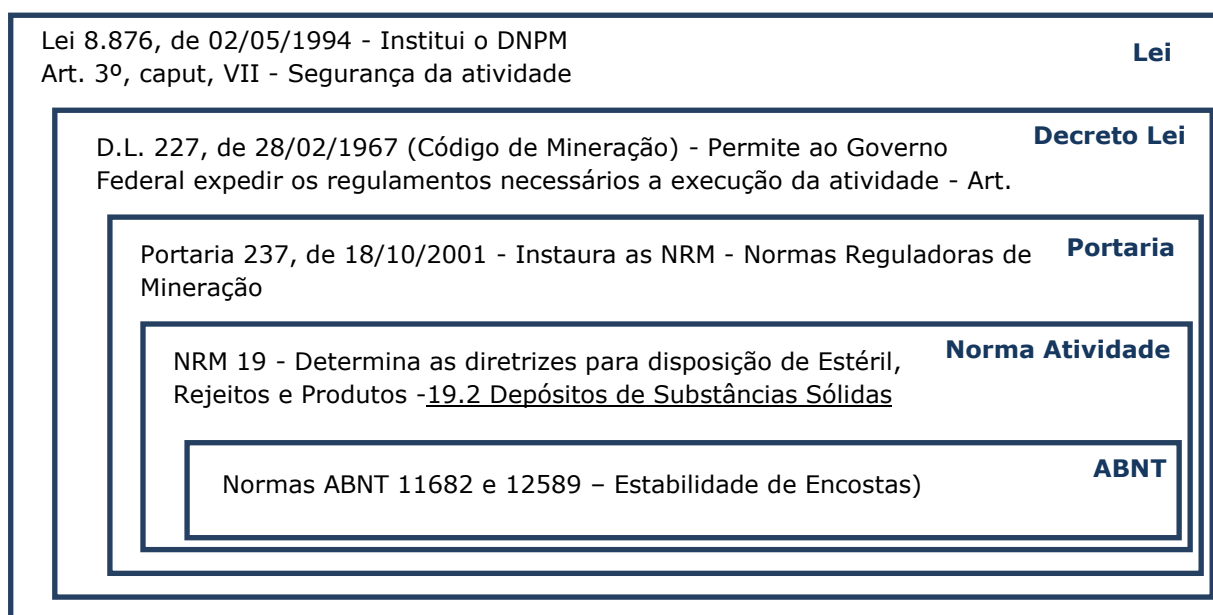 Lei 8.876, de 02/05/1994 - Institui o DNPM
Lei
Art. 3º, caput, VII - Segurança da atividade
Decreto Lei
D.L. 227, de 28/02/1967 (Código de Mineração) - Permite ao Governo
Federal expedir os regulamentos necessários a execução da atividade - Art.
Portaria 237, de 18/10/2001 - Instaura as NRM - Normas Reguladoras de
Portaria
Mineração
Norma Atividade
NRM 19 - Determina as diretrizes para disposição de Estéril,
Rejeitos e Produtos -19.2 Depósitos de Substâncias Sólidas
ABNT
Normas ABNT 11682 e 12589 – Estabilidade de Encostas)